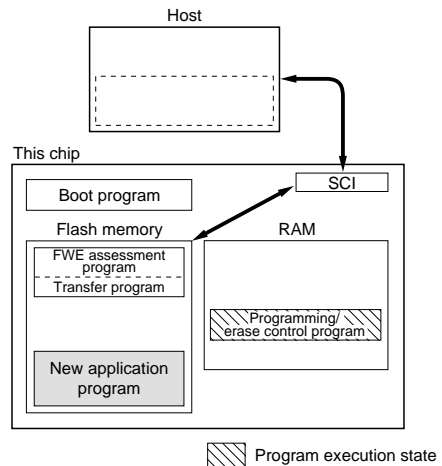 Host
This chip
SCI
Boot program
Flash memory
RAM
FWE assessment
program
Transfer program
Programming/
erase control program
New application
program
Program execution state